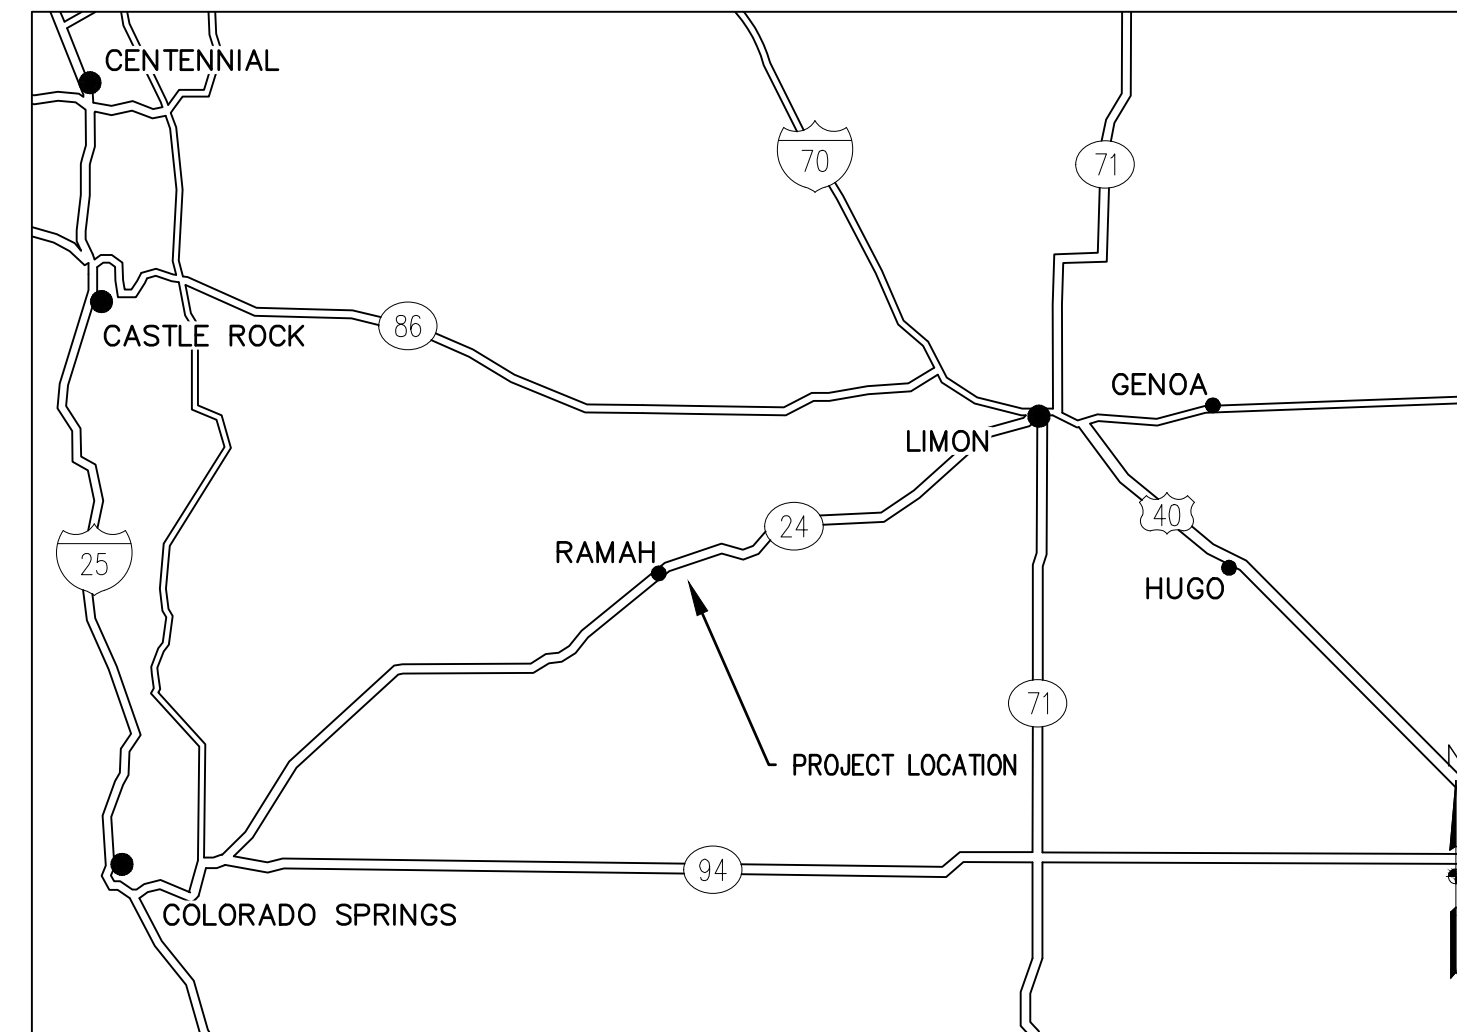 CENTENNIAL
70
71
86
CASTLE ROCK
GENOA
LIMON
40
24
RAMAH
25
HUGO
71
PROJECT LOCATION
94
COLORADO SPRINGS